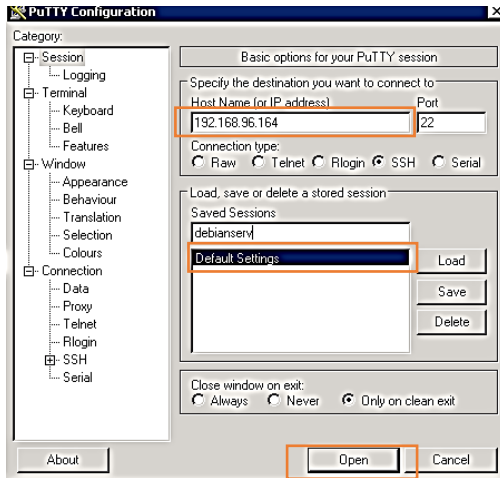 PuTTY Configuration
Category:
Session
Logging
Terminal
Keyboard
Bell
Features
Window
Appearance
Behaviour
Translation
Selection
Colours
Connection
Data
Proxy
Telnet
Rlogin
SSH
Serial
Basic options for your PuTTY session
Specify the destination you want to connect to
Host Name (or IP address) Port
192.168.96.164 22
Connection type:
Raw Telnet Rlogin SSH Serial
Load, save or delete a stored session
Saved Sessions
debianserv
Default Settings
Load
Save
Delete
Close window on exit:
Always Never Only on clean exit
About Open Cancel